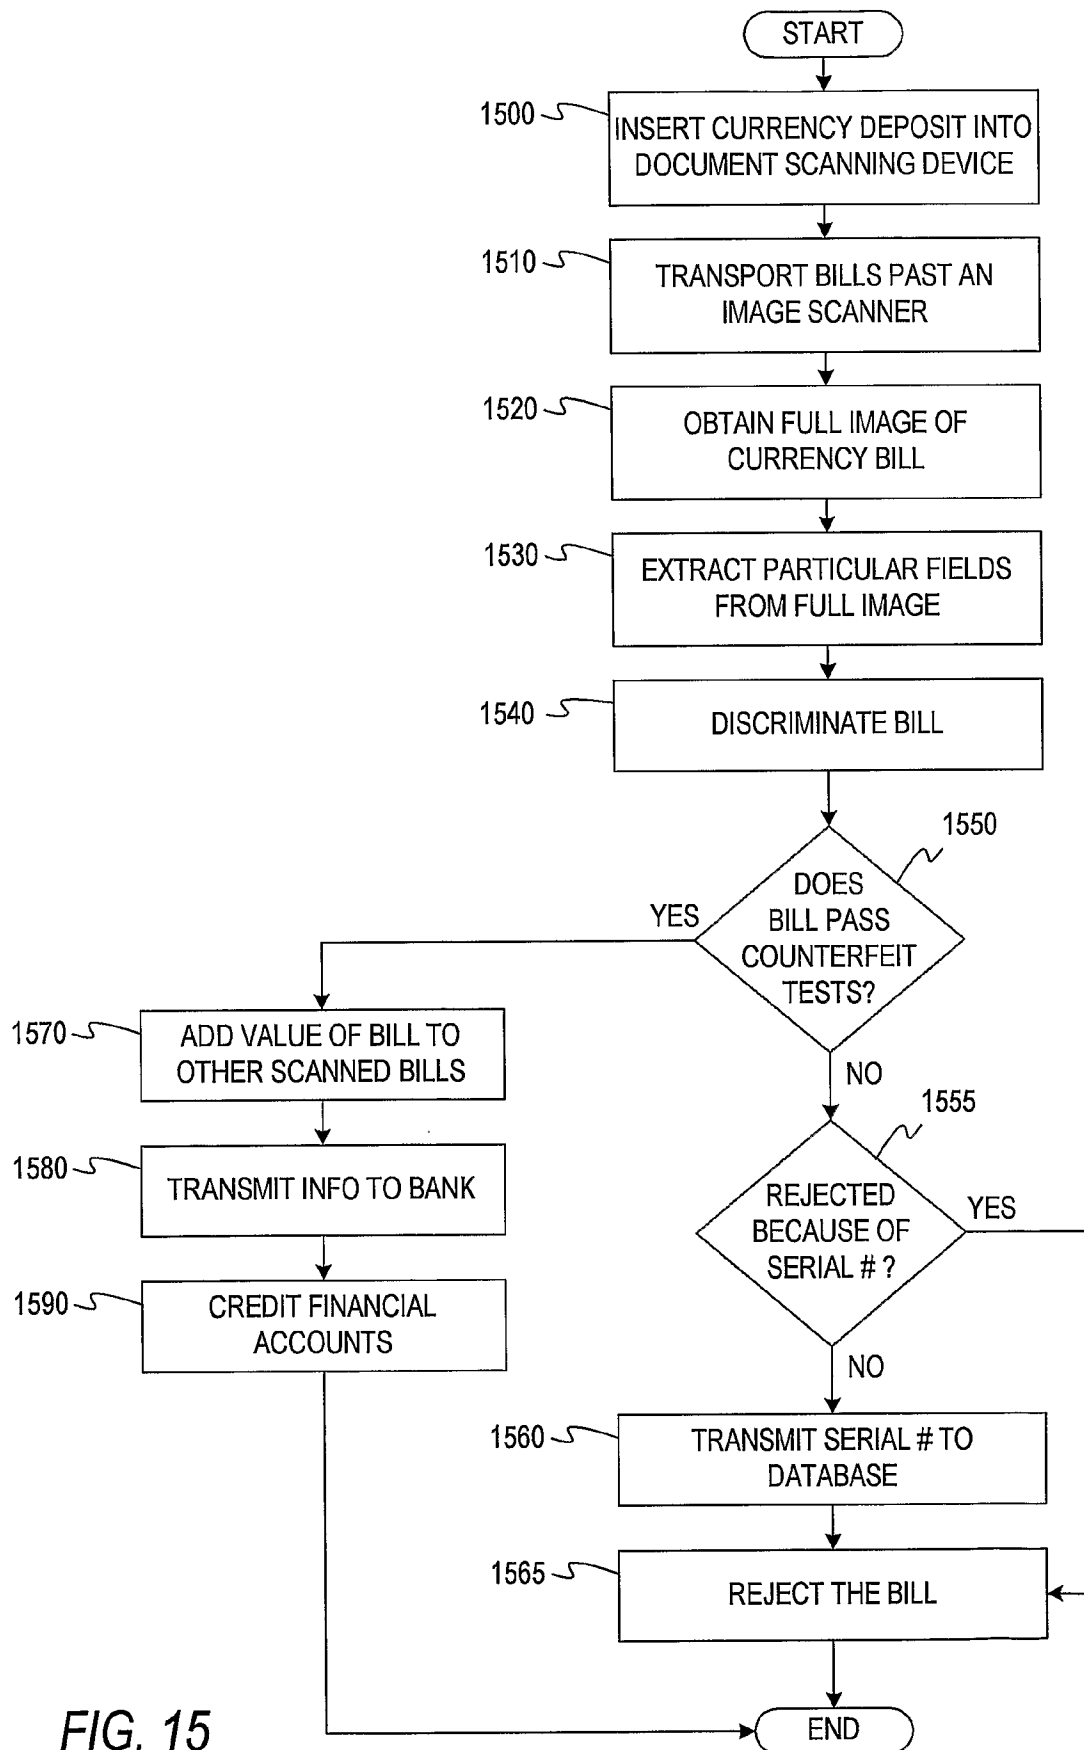 START
1500
INSERT CURRENCY DEPOSIT INTO
DOCUMENT SCANNING DEVICE
1510
TRANSPORT BILLS PAST AN
IMAGE SCANNER
1520
OBTAIN FULL IMAGE OF
CURRENCY BILL
1530
EXTRACT PARTICULAR FIELDS
FROM FULL IMAGE
1540
DISCRIMINATE BILL
1550
DOES
BILL PASS
COUNTERFEIT
TESTS?
YES
NO
1570
ADD VALUE OF BILL TO
OTHER SCANNED BILLS
1580
TRANSMIT INFO TO BANK
1590
CREDIT FINANCIAL
ACCOUNTS
1555
REJECTED
BECAUSE OF
SERIAL # ?
YES
NO
1560
TRANSMIT SERIAL # TO
DATABASE
1565
REJECT THE BILL
END
FIG. 15